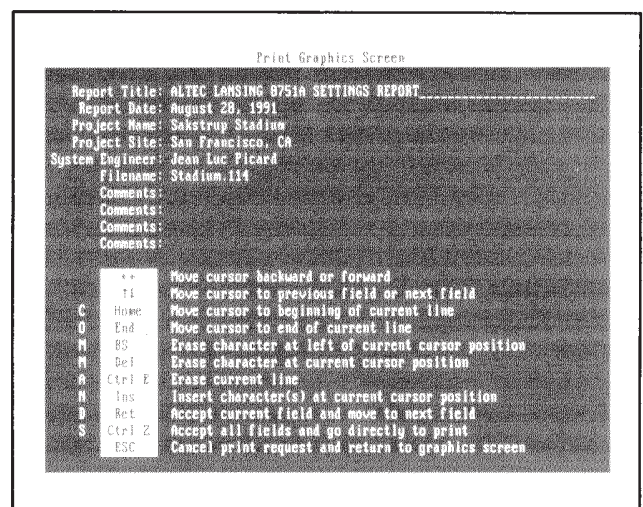 Print Graphics Screen
Report Title: ALTEC LANSING 8751A SETTINGS REPORT
Report Date: August 28, 1991
Project Name: Sakstrup Stadium
Project Site: San Francisco, CA
System Engineer: Jean Luc Picard
Filename: Stadium.114
Comments:
Comments:
Comments:
Comments:
Move cursor backward or forward
↑↓ Move cursor to previous field or next field
C Home Move cursor to beginning of current line
O End Move cursor to end of current line
M BS Erase character at left of current cursor position
M Del Erase character at current cursor position
A Ctrl E Erase current line
N Ins Insert character(s) at current cursor position
D Ret Accept current field and move to next field
S Ctrl Z Accept all fields and go directly to print
ESC Cancel print request and return to graphics screen